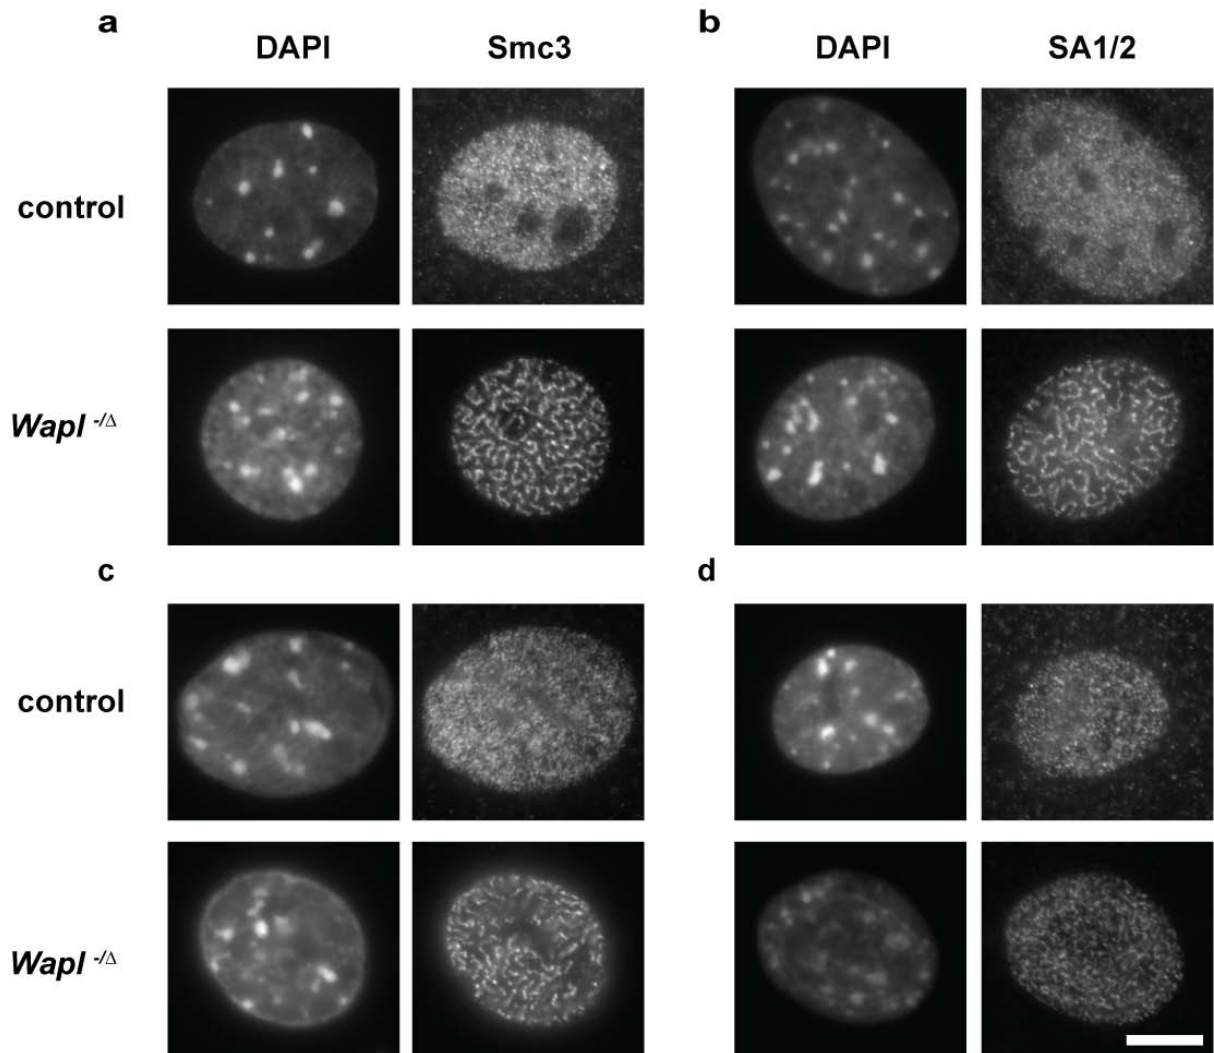 a
b
DAPI Smc3
DAPI SA1/2
control
Wapl -/Δ
c
d
control
Wapl -/Δ